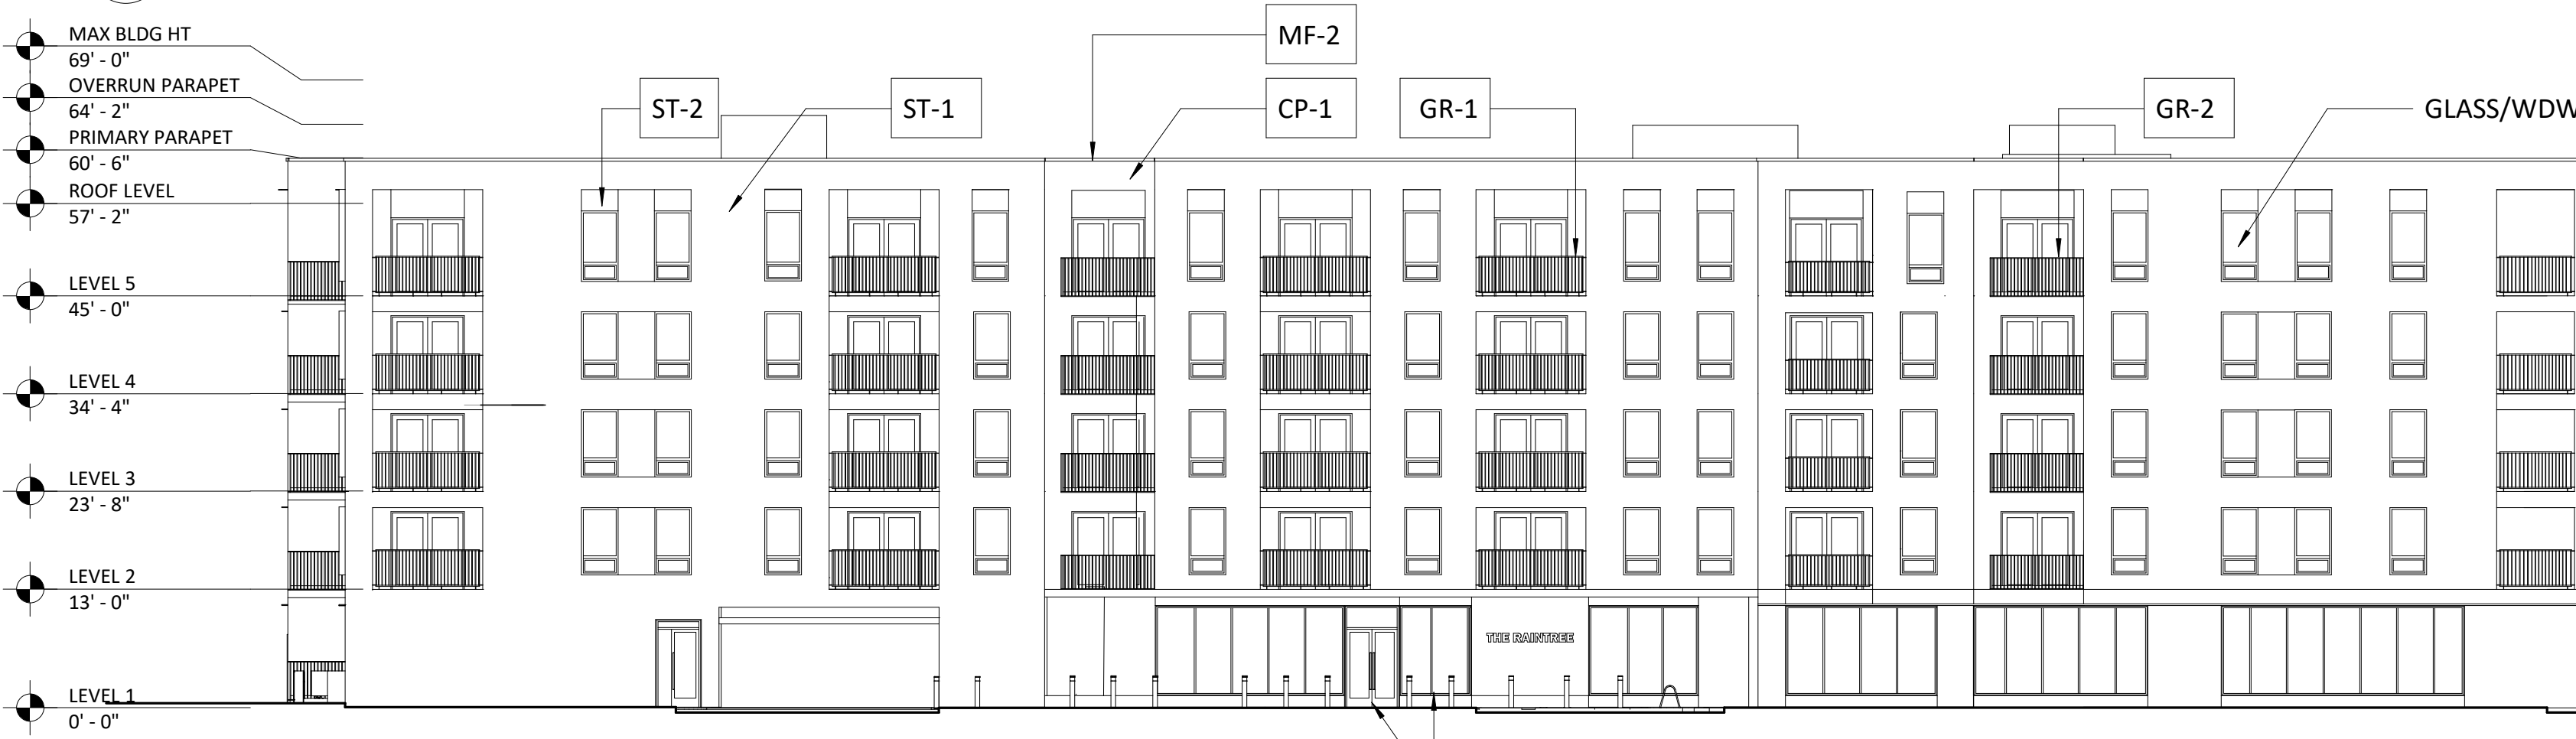 MF-2
MAX BLDG HT
69' - 0"
OVERRUN PARAPET
64' - 2"
ST-2
ST-1
CP-1
GR-1
GR-2
GLASS/WDW
PRIMARY PARAPET
60' - 6"
ROOF LEVEL
57' - 2"
LEVEL 5
45' - 0"
LEVEL 4
34' - 4"
LEVEL 3
23' - 8"
LEVEL 2
13' - 0"
THE RAINTREE
LEVEL 1
0' - 0"